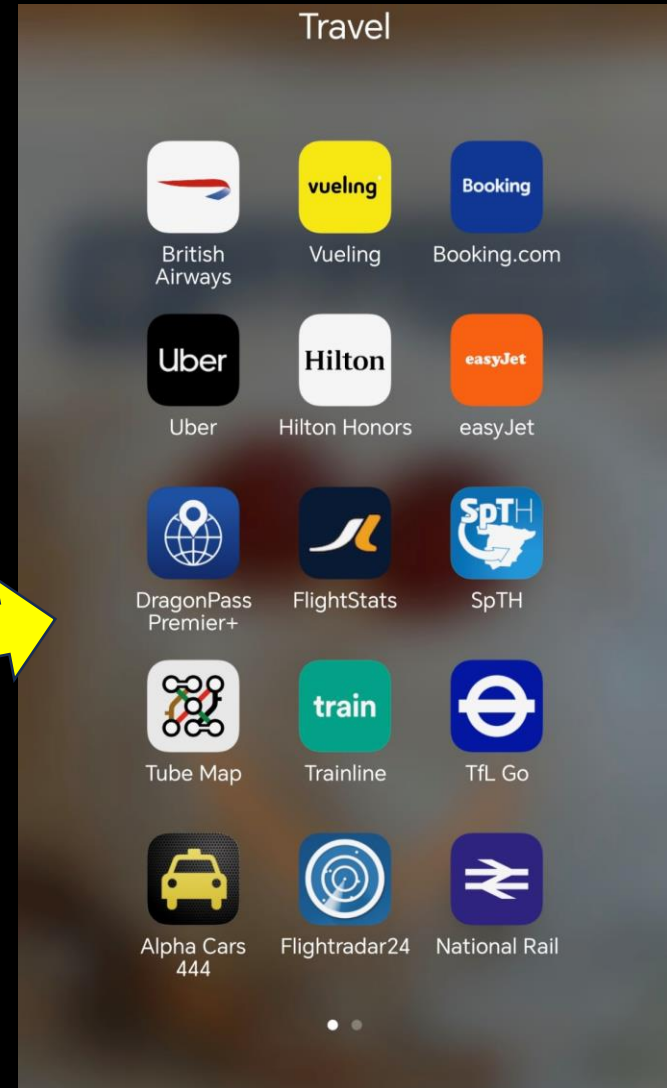 Travel
vueling
Booking
British
Airways
Vueling
Booking.com
Uber
Hilton
easyJet
Uber
Hilton Honors
easyJet
SpTH
DragonPass
Premier+
FlightStats
SpTH
train
Tube Map
Trainline
TfL Go
Alpha Cars
444
Flightradar24
National Rail